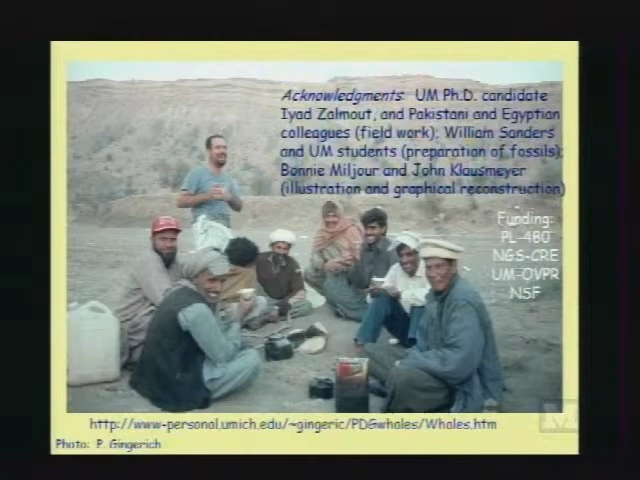 Acknowledgments: UM Ph.D. candidate
Iyad Zalmout, and Pakistani and Egyptian
colleagues (field work); William Sanders
and UM students (preparation of fossils);
Bonnie Miljour and John Klausmeyer
(illustration and graphical reconstruction)
Funding:
PL-480
NGS-CRE
UM-OVPR
NSF
http://www-personal.umich.edu/~gingeric/PDGwhales/Whales.htm
Photo: P. Gingerich
M